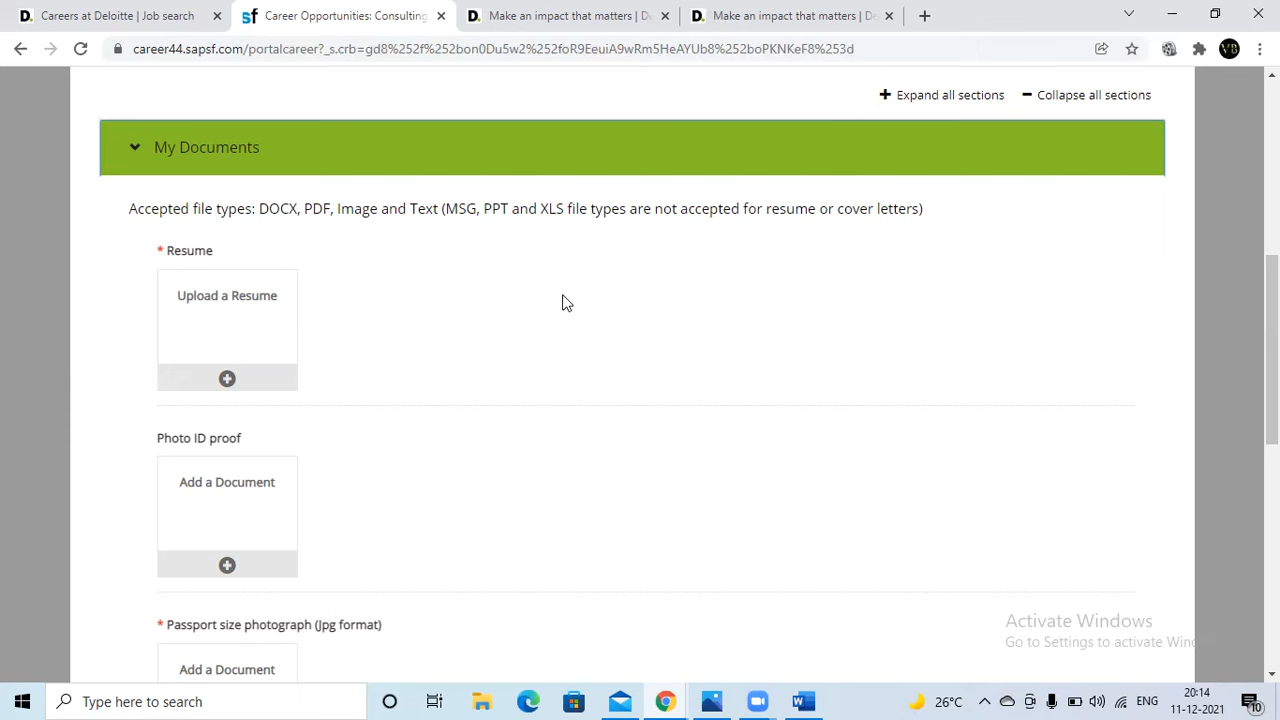 Careers at Deloitte | Job search
Career Opportunities: Consulting
Make an impact that matters | D
Make an impact that matters | De
career44.sapsf.com/portalcareer?_s.crb=gd8%252f%252bon0Du5w2%252foR9EeuiA9wRm5HeAYUb8%252boPKNKeF8%253d
VB
Expand all sections
Collapse all sections
My Documents
Accepted file types: DOCX, PDF, Image and Text (MSG, PPT and XLS file types are not accepted for resume or cover letters)
* Resume
Upload a Resume
Photo ID proof
Add a Document
* Passport size photograph (Jpg format)
Add a Document
Activate Windows
Go to Settings to activate Windows
Type here to search
26°C
ENG
20:14
11-12-2021
10